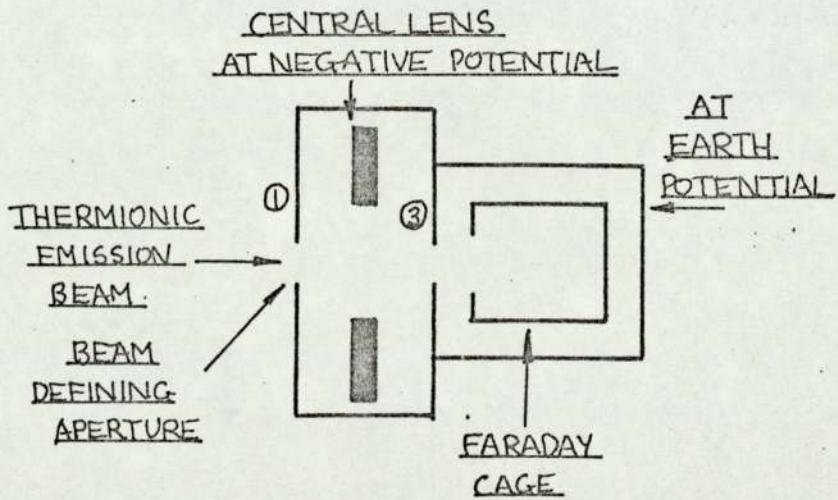 CENTRAL LENS
AT NEGATIVE POTENTIAL
AT
EARTH
POTENTIAL
①
③
THERMIONIC
EMISSION
BEAM.
BEAM
DEFINING
APERTURE
FARADAY
CAGE